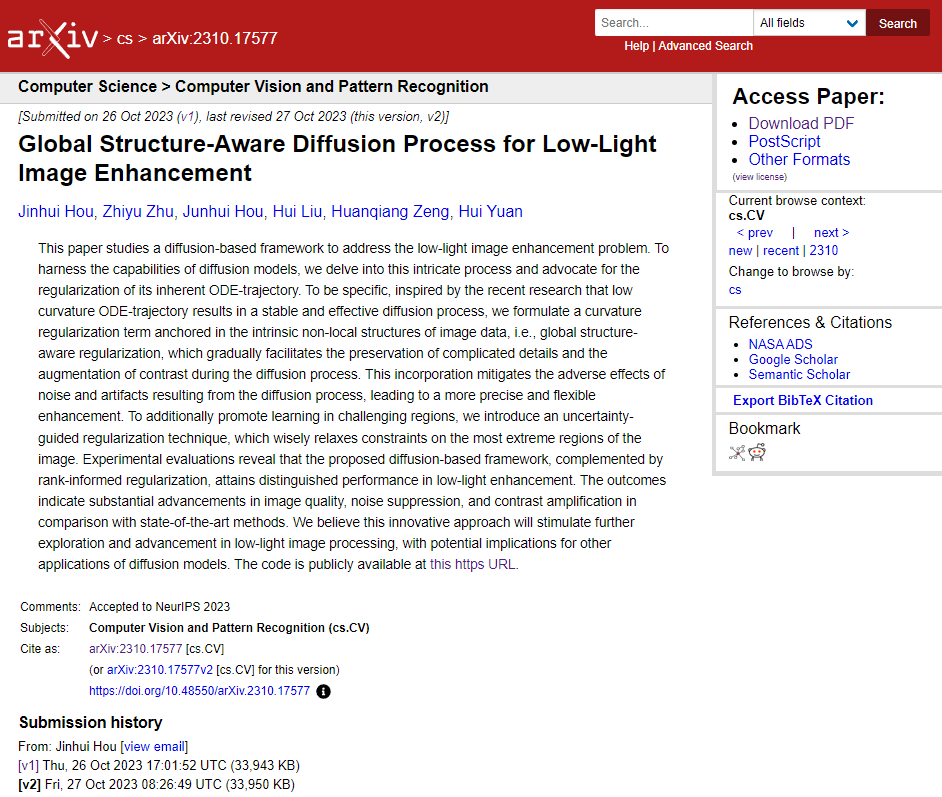 arXiv > cs > arXiv:2310.17577
Search...
All fields
Search
Help | Advanced Search
Computer Science > Computer Vision and Pattern Recognition
[Submitted on 26 Oct 2023 (v1), last revised 27 Oct 2023 (this version, v2)]
Global Structure-Aware Diffusion Process for Low-Light
Image Enhancement
Jinhui Hou, Zhiyu Zhu, Junhui Hou, Hui Liu, Huanqiang Zeng, Hui Yuan
This paper studies a diffusion-based framework to address the low-light image enhancement problem. To
harness the capabilities of diffusion models, we delve into this intricate process and advocate for the
regularization of its inherent ODE-trajectory. To be specific, inspired by the recent research that low
curvature ODE-trajectory results in a stable and effective diffusion process, we formulate a curvature
regularization term anchored in the intrinsic non-local structures of image data, i.e., global structure-
aware regularization, which gradually facilitates the preservation of complicated details and the
augmentation of contrast during the diffusion process. This incorporation mitigates the adverse effects of
noise and artifacts resulting from the diffusion process, leading to a more precise and flexible
enhancement. To additionally promote learning in challenging regions, we introduce an uncertainty-
guided regularization technique, which wisely relaxes constraints on the most extreme regions of the
image. Experimental evaluations reveal that the proposed diffusion-based framework, complemented by
rank-informed regularization, attains distinguished performance in low-light enhancement. The outcomes
indicate substantial advancements in image quality, noise suppression, and contrast amplification in
comparison with state-of-the-art methods. We believe this innovative approach will stimulate further
exploration and advancement in low-light image processing, with potential implications for other
applications of diffusion models. The code is publicly available at this https URL.
Comments: Accepted to NeurIPS 2023
Subjects: Computer Vision and Pattern Recognition (cs.CV)
Cite as: arXiv:2310.17577 [cs.CV]
(or arXiv:2310.17577v2 [cs.CV] for this version)
https://doi.org/10.48550/arXiv.2310.17577
Submission history
From: Jinhui Hou [view email]
[v1] Thu, 26 Oct 2023 17:01:52 UTC (33,943 KB)
[v2] Fri, 27 Oct 2023 08:26:49 UTC (33,950 KB)
Access Paper:
Download PDF
PostScript
Other Formats
(view license)
Current browse context:
cs.CV
< prev | next >
new | recent | 2310
Change to browse by:
cs
References & Citations
NASA ADS
Google Scholar
Semantic Scholar
Export BibTeX Citation
Bookmark